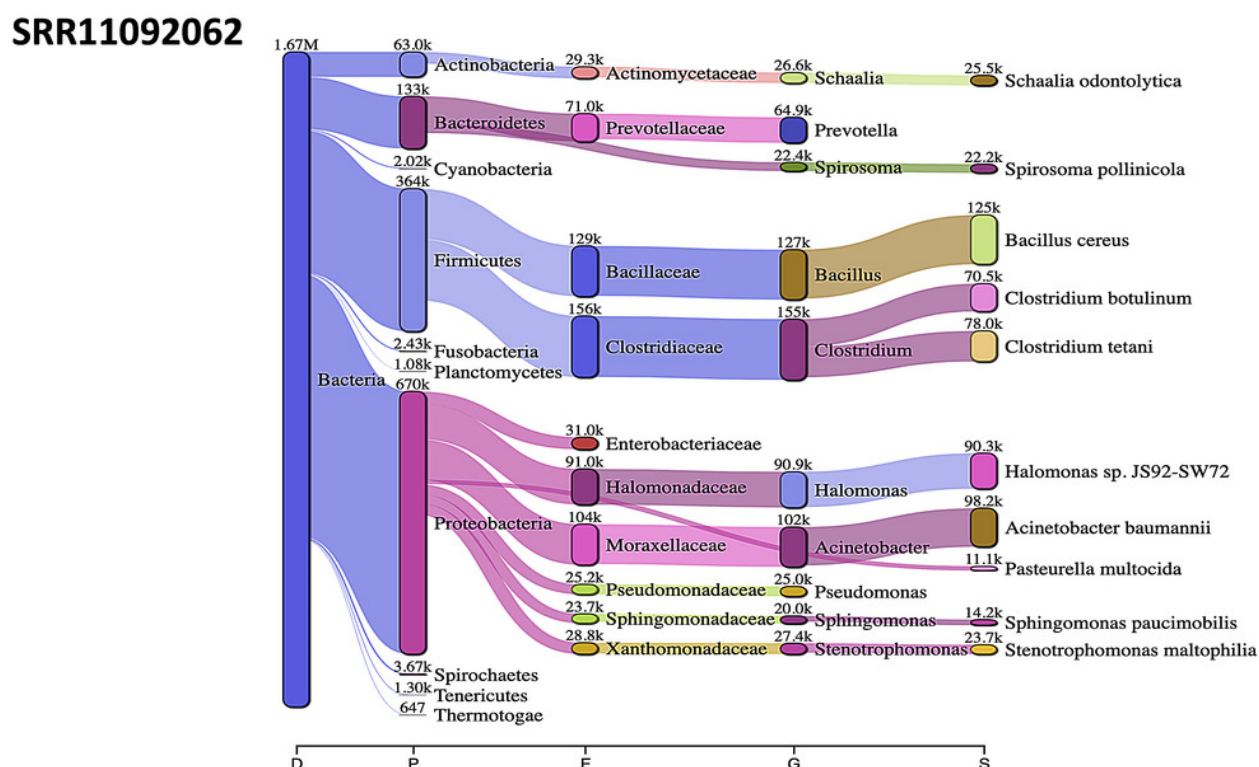 SRR11092062
1.67M
Bacteria
63.0k
Actinobacteria
29.3k
Actinomycetaceae
26.6k
Schaalia
25.5k
Schaalia odontolytica
133k
Bacteroidetes
71.0k
Prevotellaceae
64.9k
Prevotella
22.4k
Spirosoma
22.2k
Spirosoma pollinicola
2.02k
Cyanobacteria
364k
Firmicutes
129k
Bacillaceae
127k
Bacillus
125k
Bacillus cereus
156k
Clostridiaceae
155k
Clostridium
70.5k
Clostridium botulinum
78.0k
Clostridium tetani
2.43k
Fusobacteria
1.08k
Planctomycetes
670k
Proteobacteria
31.0k
Enterobacteriaceae
91.0k
Halomonadaceae
90.9k
Halomonas
90.3k
Halomonas sp. JS92-SW72
104k
Moraxellaceae
102k
Acinetobacter
98.2k
Acinetobacter baumannii
11.1k
Pasteurella multocida
25.2k
Pseudomonadaceae
25.0k
Pseudomonas
23.7k
Sphingomonadaceae
20.0k
Sphingomonas
14.2k
Sphingomonas paucimobilis
28.8k
Xanthomonadaceae
27.4k
Stenotrophomonas
23.7k
Stenotrophomonas maltophilia
3.67k
Spirochaetes
1.30k
Tenericutes
647
Thermotogae
D P F G S